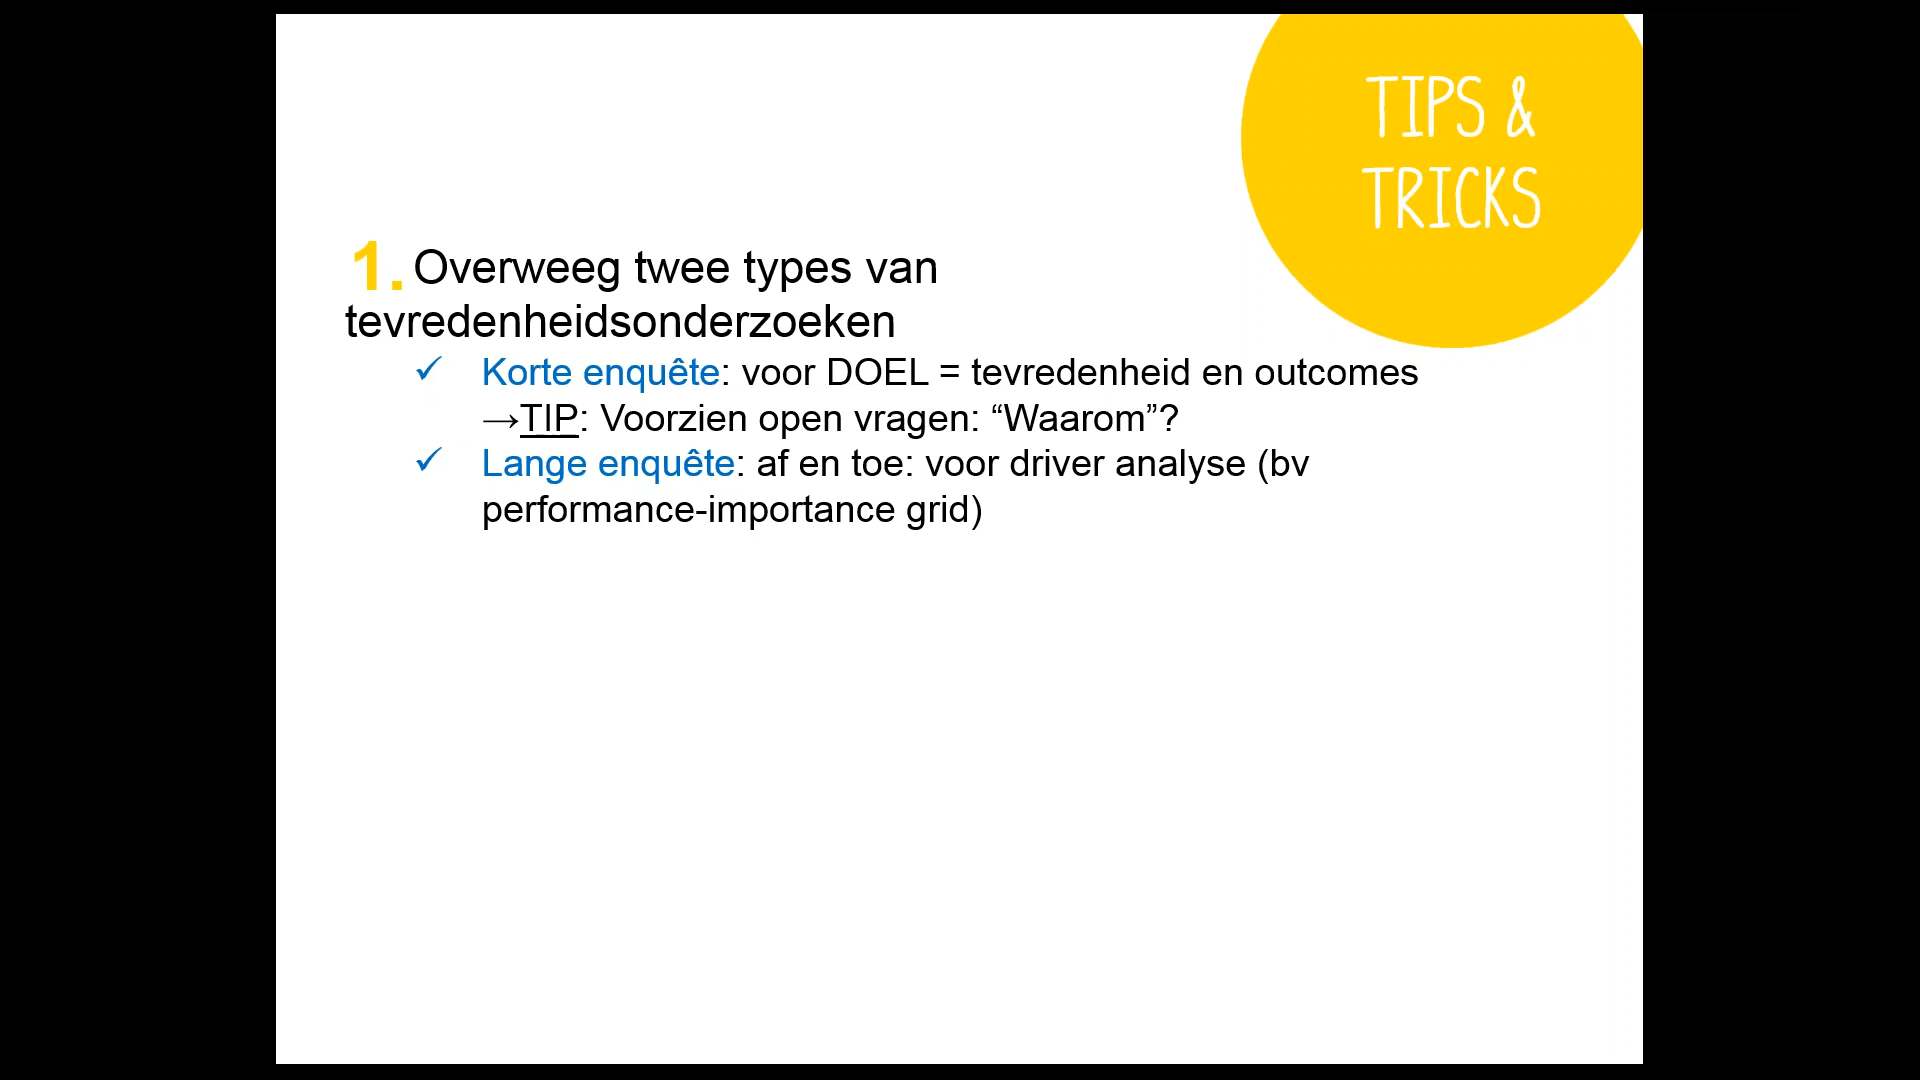 TIPS &
TRICKS
1. Overweeg twee types van
tevredenheidsonderzoeken
✓ Korte enquête: voor DOEL = tevredenheid en outcomes
→TIP: Voorzien open vragen: “Waarom”?
✓ Lange enquête: af en toe: voor driver analyse (bv
performance-importance grid)